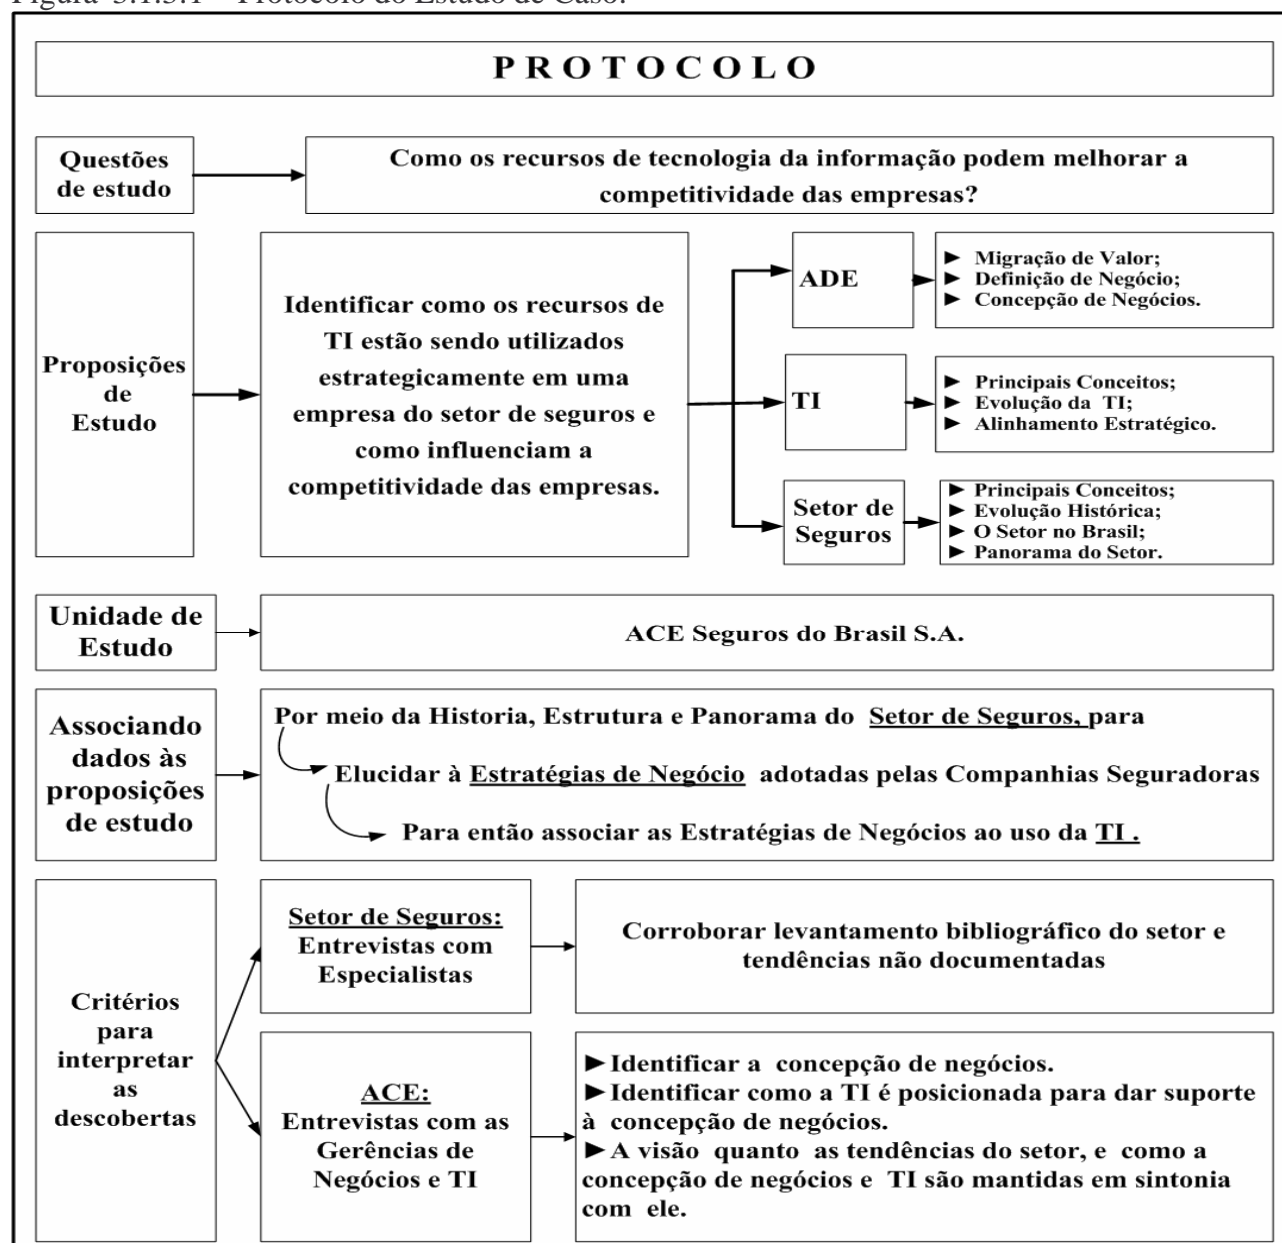 Figura 3.1.3.1 – Protocolo do Estudo de Caso.
P R O T O C O L O
Questões
de estudo
Como os recursos de tecnologia da informação podem melhorar a
competitividade das empresas?
Proposições
de
Estudo
Identificar como os recursos de
TI estão sendo utilizados
estrategicamente em uma
empresa do setor de seguros e
como influenciam a
competitividade das empresas.
ADE
► Migração de Valor;
► Definição de Negócio;
► Concepção de Negócios.
TI
► Principais Conceitos;
► Evolução da TI;
► Alinhamento Estratégico.
Setor de
Seguros
► Principais Conceitos;
► Evolução Histórica;
► O Setor no Brasil;
► Panorama do Setor.
Unidade de
Estudo
ACE Seguros do Brasil S.A.
Associando
dados às
proposições
de estudo
Por meio da Historia, Estrutura e Panorama do Setor de Seguros, para
Elucidar à Estratégias de Negócio adotadas pelas Companhias Seguradoras
Para então associar as Estratégias de Negócios ao uso da TI .
Critérios
para
interpretar
as
descobertas
Setor de Seguros:
Entrevistas com
Especialistas
Corroborar levantamento bibliográfico do setor e
tendências não documentadas
ACE:
Entrevistas com as
Gerências de
Negócios e TI
►Identificar a concepção de negócios.
►Identificar como a TI é posicionada para dar suporte
à concepção de negócios.
►A visão quanto as tendências do setor, e como a
concepção de negócios e TI são mantidas em sintonia
com ele.